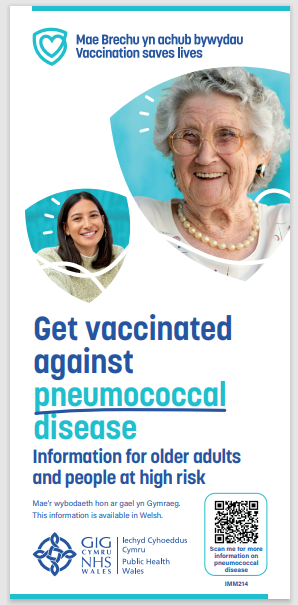 Mae Brechu yn achub bywydau
Vaccination saves lives
Get vaccinated
against
pneumococcal
disease
Information for older adults
and people at high risk
Mae'r wybodaeth hon ar gael yn Gymraeg.
This information is available in Welsh.
GIG
CYMRU
NHS
WALES
Iechyd Cyhoeddus
Cymru
Public Health
Wales
Scan me for more
information on
pneumococcal
disease
IMM214